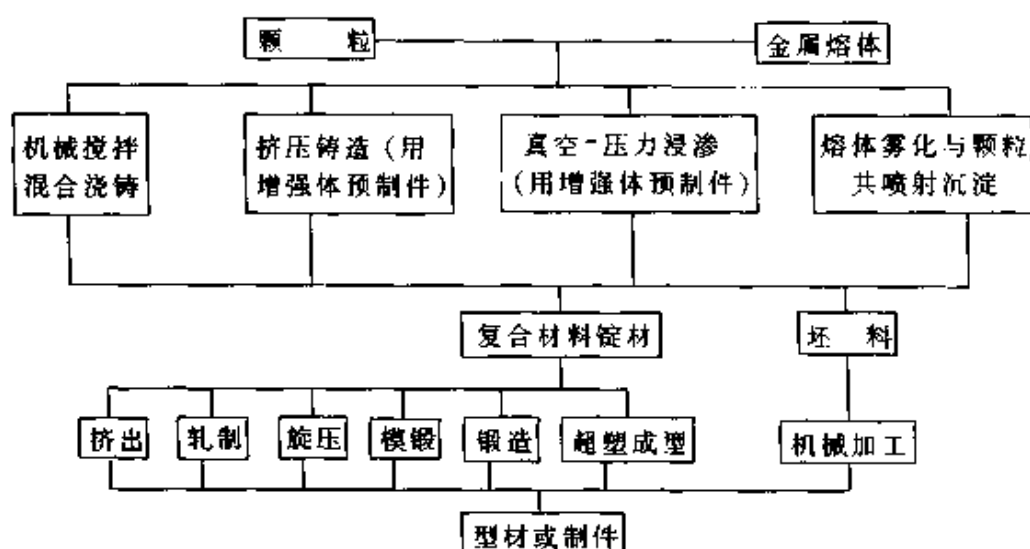 颗 粒
金属熔体
机械搅拌
混合浇铸
挤压铸造（用
增强体预制件）
真空-压力浸渗
（用增强体预制件）
熔体雾化与颗粒
共喷射沉淀
复合材料锭材
坯 料
挤出
轧制
旋压
模锻
锻造
超塑成型
机械加工
型材或制件